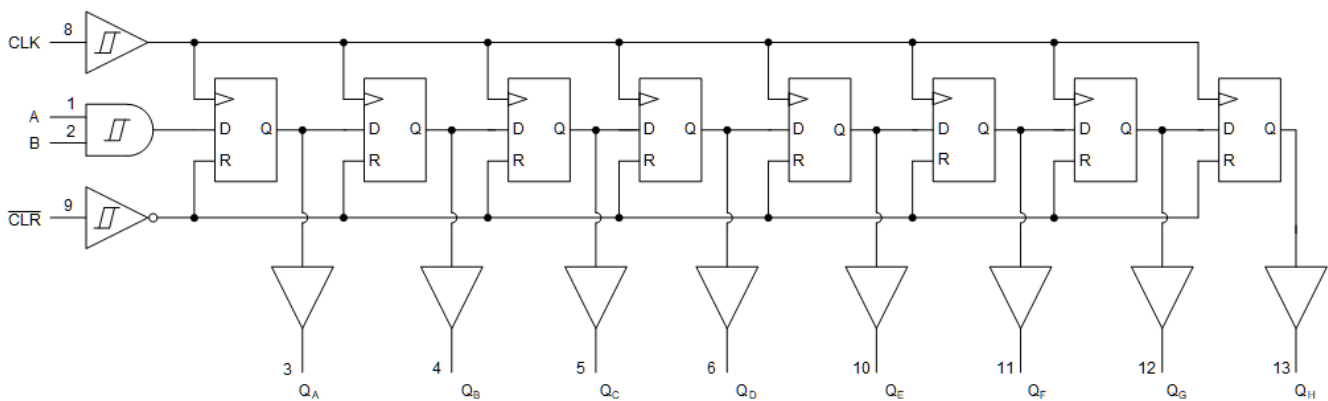 CLK 8
A 1
B 2
D Q D Q D Q D Q D Q D Q D Q D Q
R R R R R R R R
CLR 9
3 4 5 6 10 11 12 13
QA QB QC QD QE QF QG QH